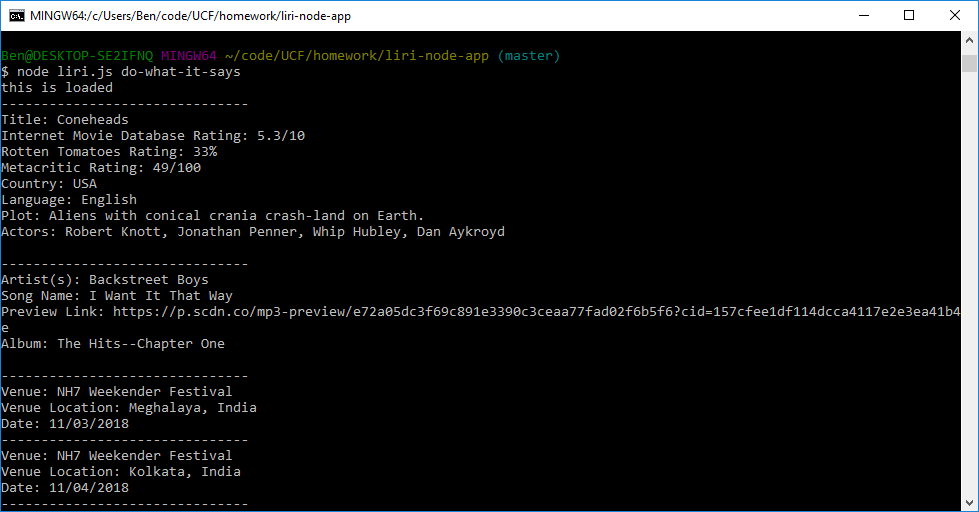 MINGW64:/c/Users/Ben/code/UCF/homework/liri-node-app
Ben@DESKTOP-SE2IFNQ MINGW64 ~/code/UCF/homework/liri-node-app (master)
$ node liri.js do-what-it-says
this is loaded
-------------------------------
Title: Coneheads
Internet Movie Database Rating: 5.3/10
Rotten Tomatoes Rating: 33%
Metacritic Rating: 49/100
Country: USA
Language: English
Plot: Aliens with conical crania crash-land on Earth.
Actors: Robert Knott, Jonathan Penner, Whip Hubley, Dan Aykroyd
-------------------------------
Artist(s): Backstreet Boys
Song Name: I Want It That Way
Preview Link: https://p.scdn.co/mp3-preview/e72a05dc3f69c891e3390c3ceaa77fad02f6b5f6?cid=157cfee1df114dcca4117e2e3ea41b4
e
Album: The Hits--Chapter One
-------------------------------
Venue: NH7 Weekender Festival
Venue Location: Meghalaya, India
Date: 11/03/2018
-------------------------------
Venue: NH7 Weekender Festival
Venue Location: Kolkata, India
Date: 11/04/2018
-------------------------------